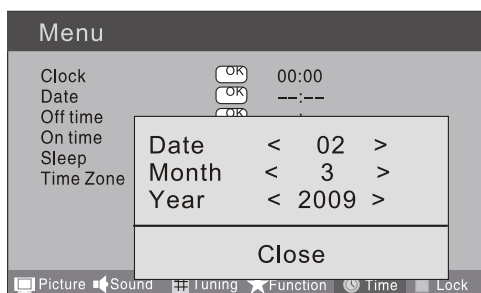 Menu
Clock OK 00:00
Date OK --:--
Off time OK
On time
Sleep
Time Zone
Date < 02 >
Month < 3 >
Year < 2009 >
Close
Picture Sound Tuning Function Time Lock